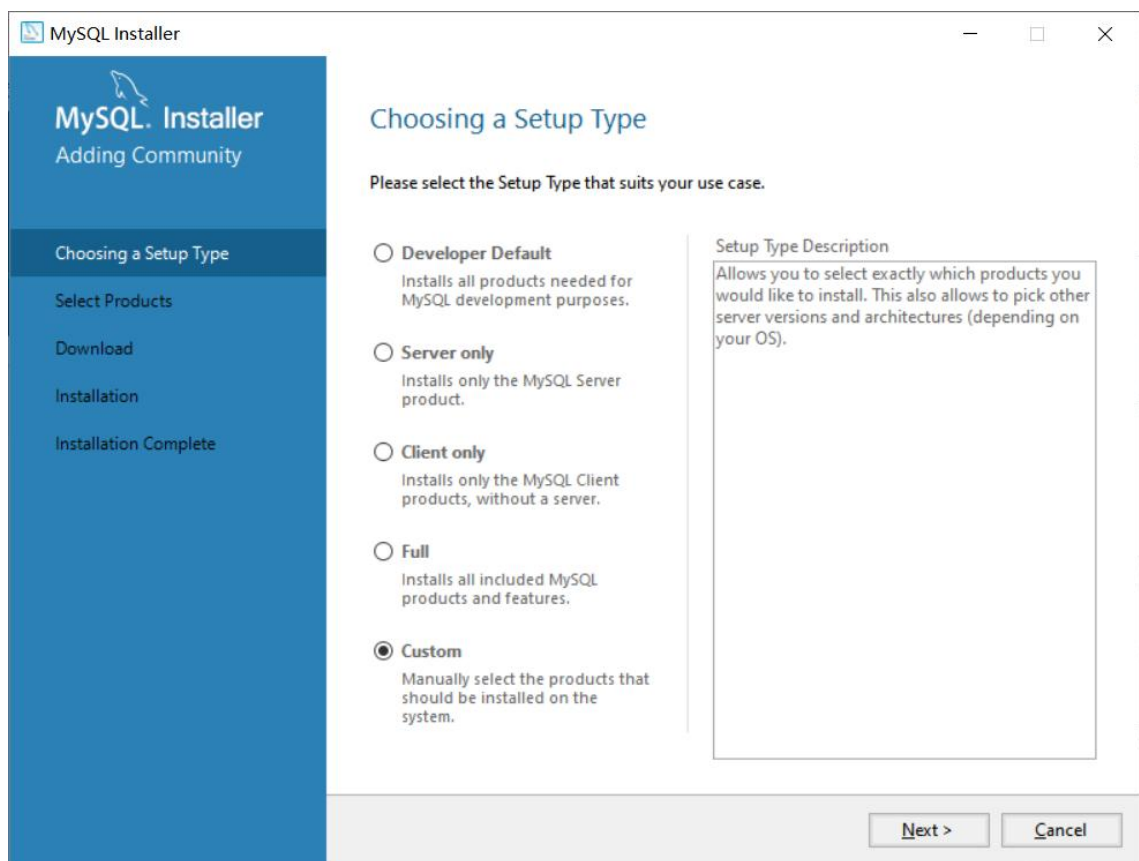 MySQL Installer
MySQL. Installer
Adding Community
Choosing a Setup Type
Select Products
Download
Installation
Installation Complete
Choosing a Setup Type
Please select the Setup Type that suits your use case.
Developer Default
Installs all products needed for
MySQL development purposes.
Server only
Installs only the MySQL Server
product.
Client only
Installs only the MySQL Client
products, without a server.
Full
Installs all included MySQL
products and features.
Custom
Manually select the products that
should be installed on the
system.
Setup Type Description
Allows you to select exactly which products you
would like to install. This also allows to pick other
server versions and architectures (depending on
your OS).
Next >
Cancel